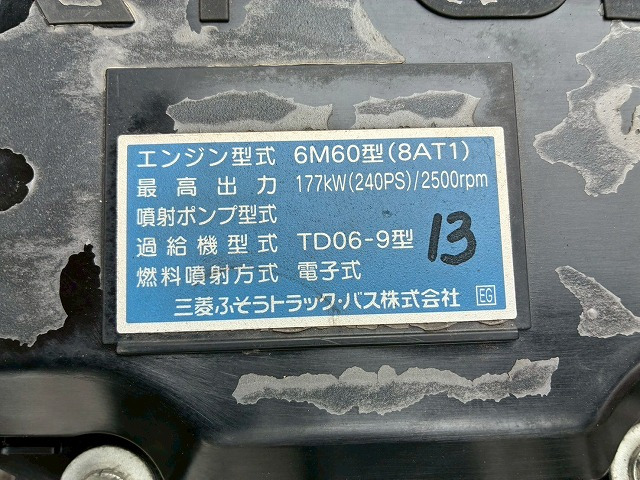 エンジン型式 6M60型(8AT1)
最高出力 177kW(240PS)/2500rpm
噴射ポンプ型式
過給機型式 TD06-9型
13
燃料噴射方式 電子式
三菱ふそうトラック・バス株式会社 EG